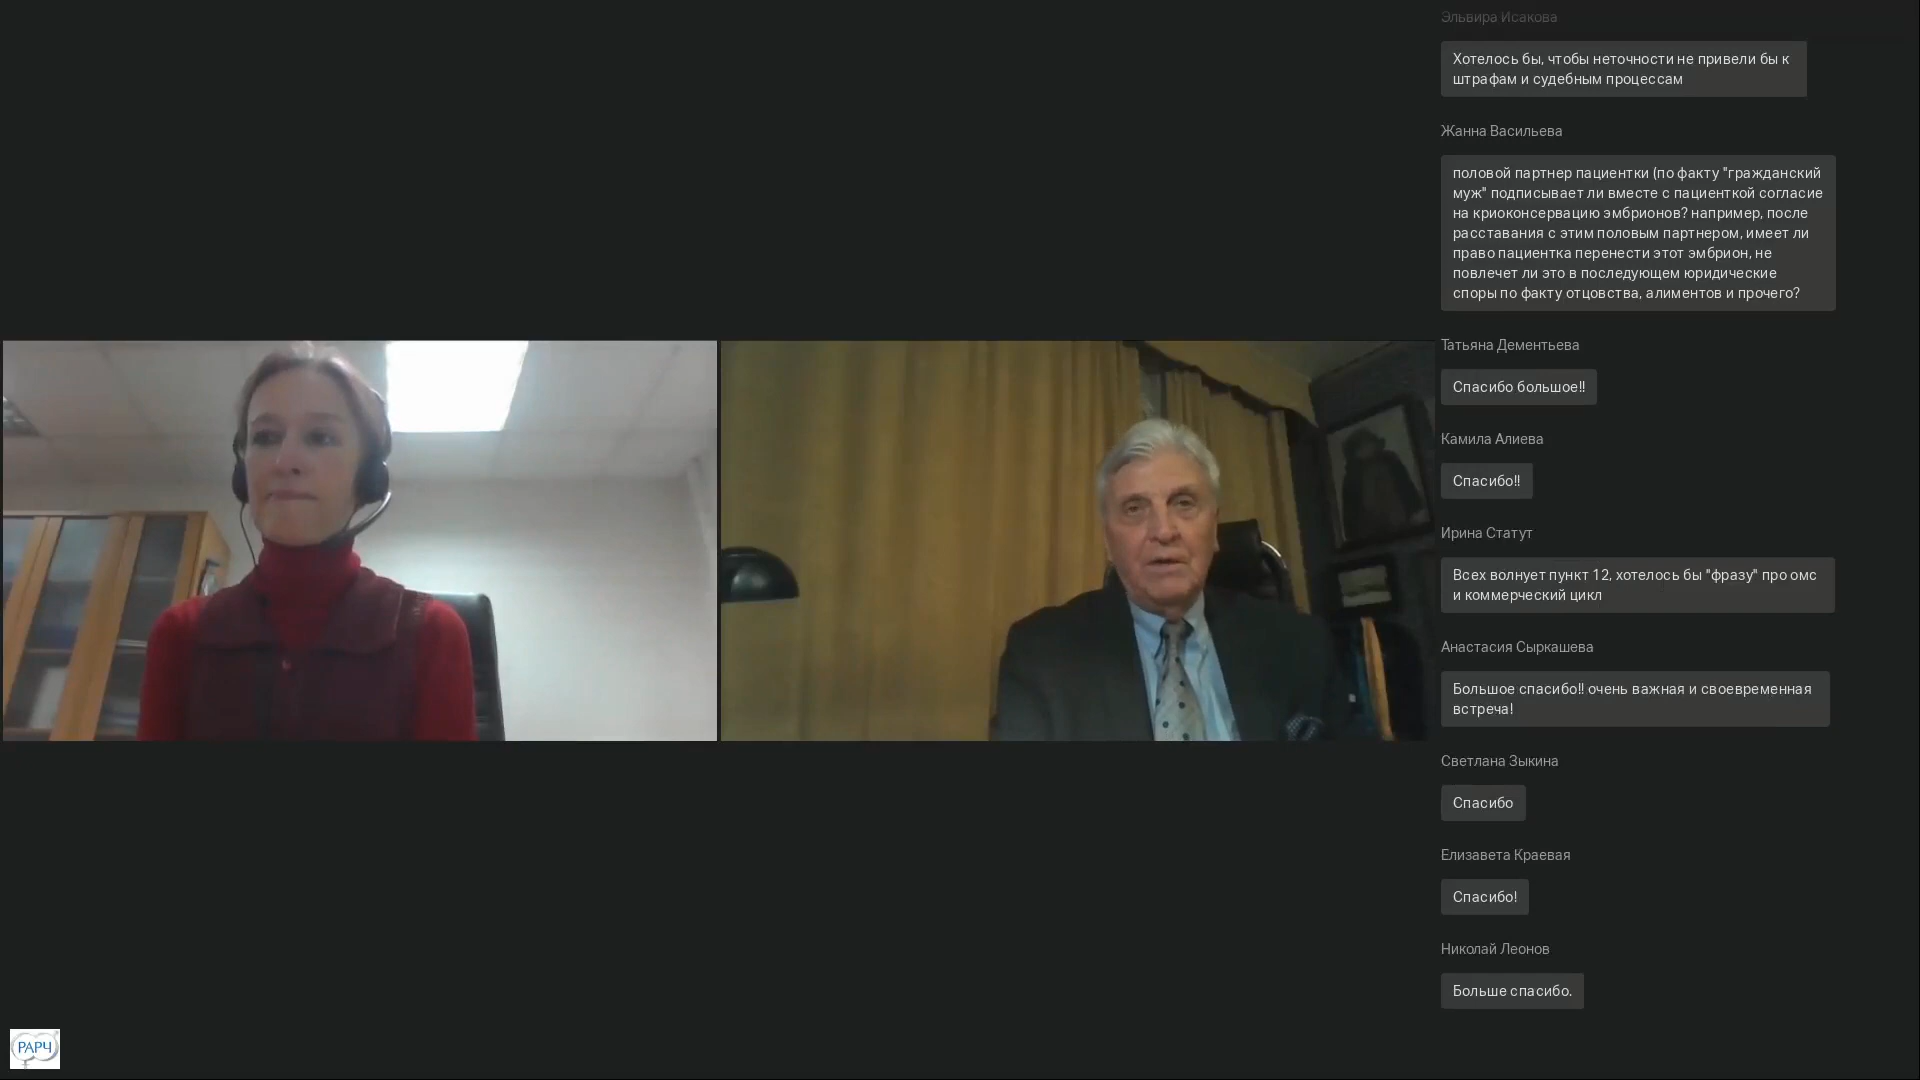 Эльвира Исакова
Хотелось бы, чтобы неточности не привели бы к
штрафам и судебным процессам
Жанна Васильева
половой партнер пациентки (по факту "гражданский
муж" подписывает ли вместе с пациенткой согласие
на криоконсервацию эмбрионов? например, после
расставания с этим половым партнером, имеет ли
право пациентка перенести этот эмбрион, не
повлечет ли это в последующем юридические
споры по факту отцовства, алиментов и прочего?
Татьяна Дементьева
Спасибо большое!!
Камила Алиева
Спасибо!!
Ирина Статут
Всех волнует пункт 12, хотелось бы "фразу" про омс
и коммерческий цикл
Анастасия Сыркашева
Большое спасибо!! очень важная и своевременная
встреча!
Светлана Зыкина
Спасибо
Елизавета Краевая
Спасибо!
Николай Леонов
Больше спасибо.
РАРЧ